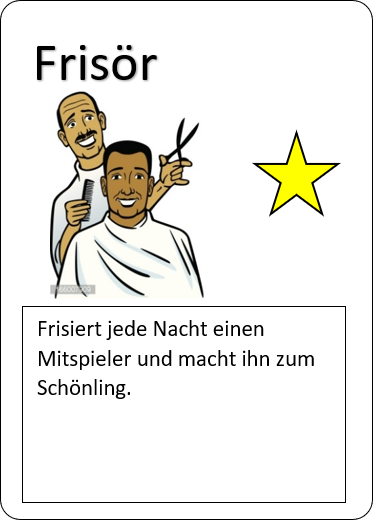 Frisör
Frisiert jede Nacht einen
Mitspieler und macht ihn zum
Schönling.